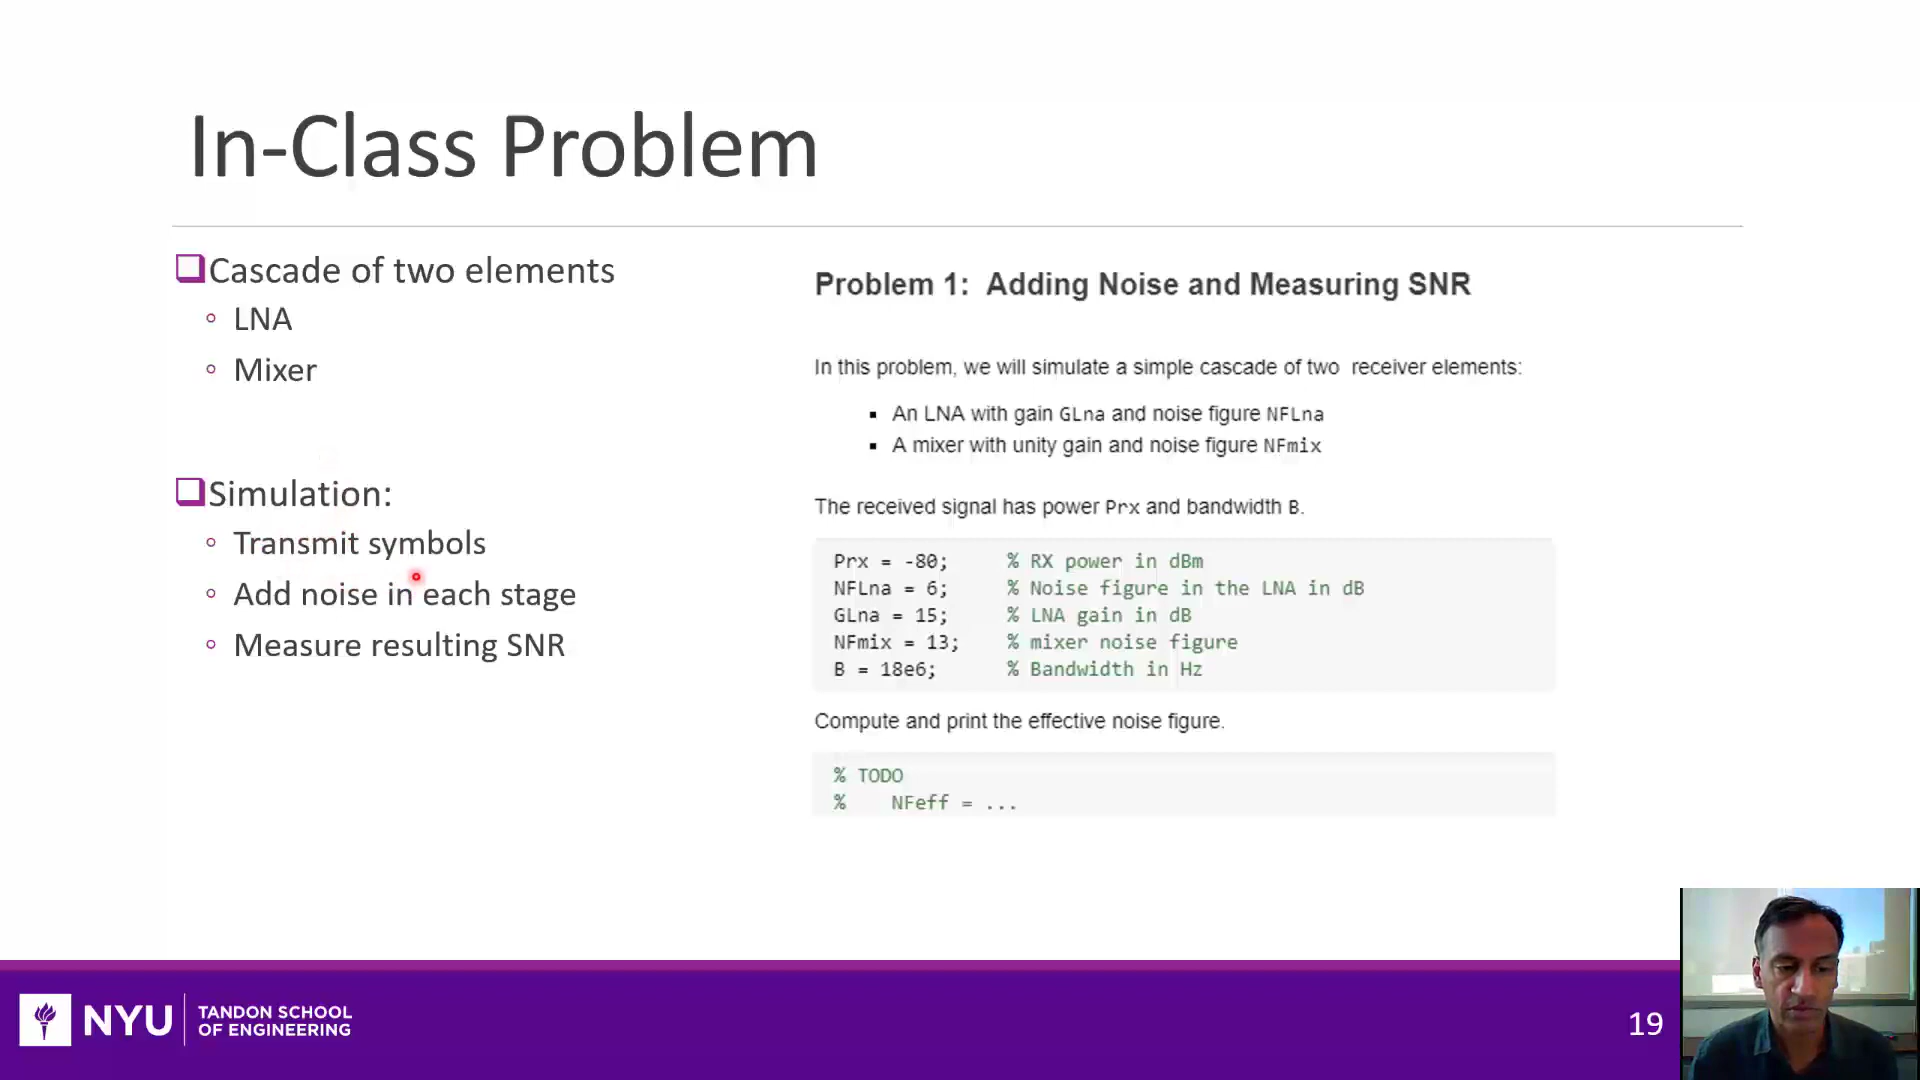 In-Class Problem
Cascade of two elements
LNA
Mixer
Simulation:
Transmit symbols
Add noise in each stage
Measure resulting SNR
Problem 1: Adding Noise and Measuring SNR
In this problem, we will simulate a simple cascade of two receiver elements:
An LNA with gain GLna and noise figure NFLna
A mixer with unity gain and noise figure NFmix
The received signal has power Prx and bandwidth B.
Prx = -80; % RX power in dBm
NFLna = 6; % Noise figure in the LNA in dB
GLna = 15; % LNA gain in dB
NFmix = 13; % mixer noise figure
B = 18e6; % Bandwidth in Hz
Compute and print the effective noise figure.
% TODO
% NFeff = ...
NYU
TANDON SCHOOL
OF ENGINEERING
19